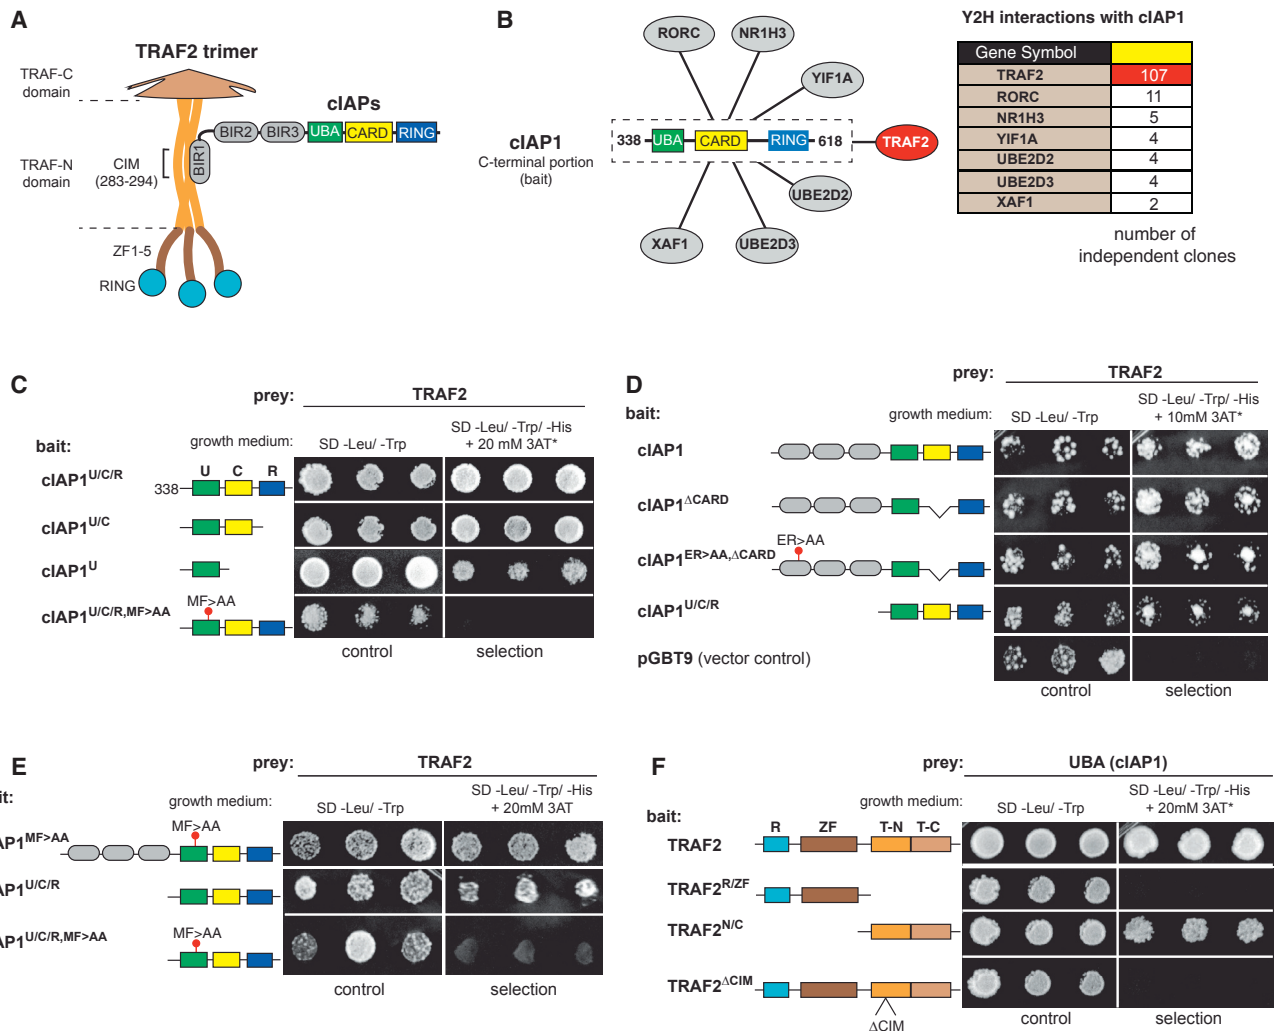 A
TRAF2 trimer
TRAF-C
domain
cIAPs
BIR2 BIR3 UBA CARD RING
BIR1
CIM
(283-294)
TRAF-N
domain
ZF1-5
RING
B
RORC NR1H3
YIF1A
cIAP1
C-terminal portion
(bait)
338 UBA CARD RING 618 TRAF2
UBE2D2
XAF1 UBE2D3
Y2H interactions with cIAP1
Gene Symbol
TRAF2 107
RORC 11
NR1H3 5
YIF1A 4
UBE2D2 4
UBE2D3 4
XAF1 2
number of
independent clones
C
prey: TRAF2
bait:
growth medium: SD -Leu/ -Trp SD -Leu/ -Trp/ -His
+ 20 mM 3AT*
U C R
cIAP1U/C/R 338
cIAP1U/C
cIAP1U
MF>AA
cIAP1U/C/R,MF>AA
control selection
D
prey: TRAF2
bait:
growth medium: SD -Leu/ -Trp SD -Leu/ -Trp/ -His
+ 10mM 3AT*
cIAP1
cIAP1ΔCARD
ER>AA
cIAP1ER>AA,ΔCARD
cIAP1U/C/R
pGBT9 (vector control)
control selection
E
prey: TRAF2
it:
growth medium: SD -Leu/ -Trp SD -Leu/ -Trp/ -His
+ 20mM 3AT
MF>AA
AP1MF>AA
AP1U/C/R
MF>AA
AP1U/C/R,MF>AA
control selection
F
prey: UBA (cIAP1)
bait:
growth medium: SD -Leu/ -Trp SD -Leu/ -Trp/ -His
+ 20mM 3AT*
R ZF T-N T-C
TRAF2
TRAF2R/ZF
TRAF2N/C
TRAF2ΔCIM
ΔCIM
control selection